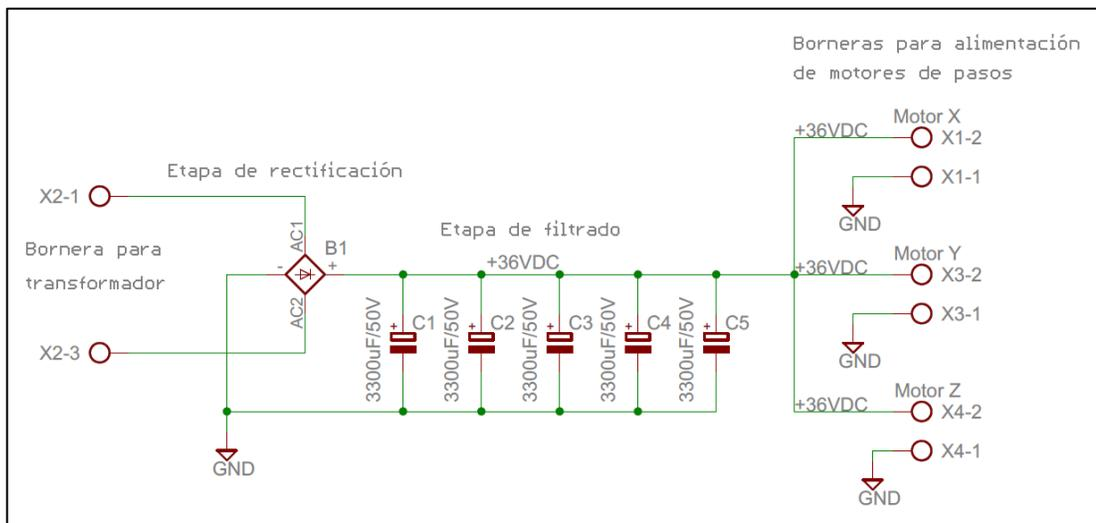 Borneras para alimentación
de motores de pasos
Motor X
+36VDC
X1-2
X1-1
GND
Etapa de rectificación
X2-1
AC1
B1
-
+
AC2
Bornera para
transformador
X2-3
Etapa de filtrado
+36VDC
+
C1
3300uF/50V
+
C2
3300uF/50V
+
C3
3300uF/50V
+
C4
3300uF/50V
+
C5
3300uF/50V
GND
Motor Y
+36VDC
X3-2
X3-1
GND
Motor Z
+36VDC
X4-2
X4-1
GND